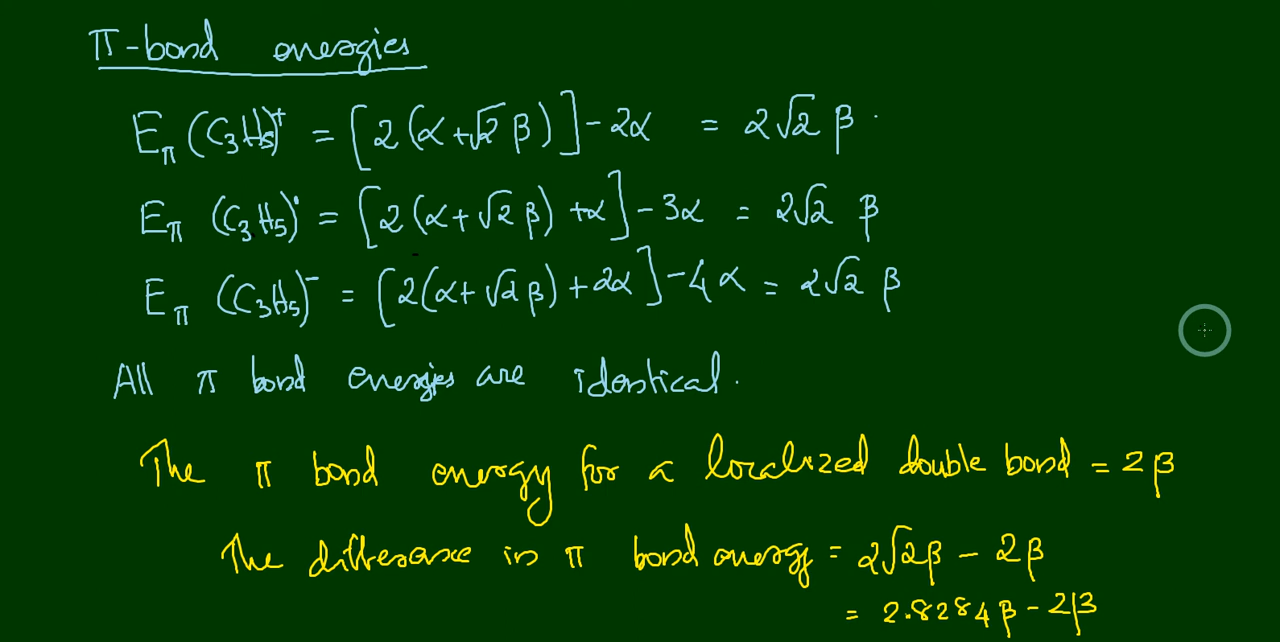 π-bond energies
Eπ (C₃H₅)⁺ = [2(α+√2 β)] - 2α = 2√2 β.
Eπ (C₃H₅)˙ = [2(α+√2 β) +α] - 3α = 2√2 β
Eπ (C₃H₅)⁻ = [2(α+√2 β) + 2α] - 4α = 2√2 β
All π bond energies are identical.
The π bond energy for a localized double bond = 2β
The difference in π bond energy = 2√2β - 2β
= 2.8284β - 2β